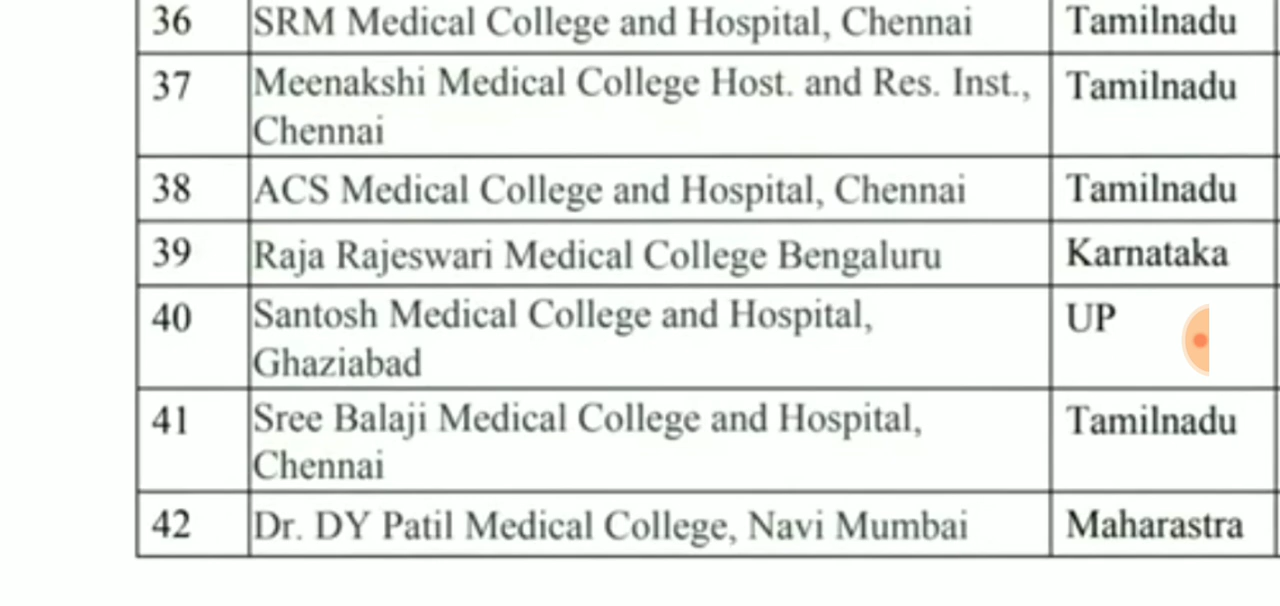 36 SRM Medical College and Hospital, Chennai Tamilnadu
37 Meenakshi Medical College Host. and Res. Inst., Tamilnadu
Chennai
38 ACS Medical College and Hospital, Chennai Tamilnadu
39 Raja Rajeswari Medical College Bengaluru Karnataka
40 Santosh Medical College and Hospital, UP
Ghaziabad
41 Sree Balaji Medical College and Hospital, Tamilnadu
Chennai
42 Dr. DY Patil Medical College, Navi Mumbai Maharastra